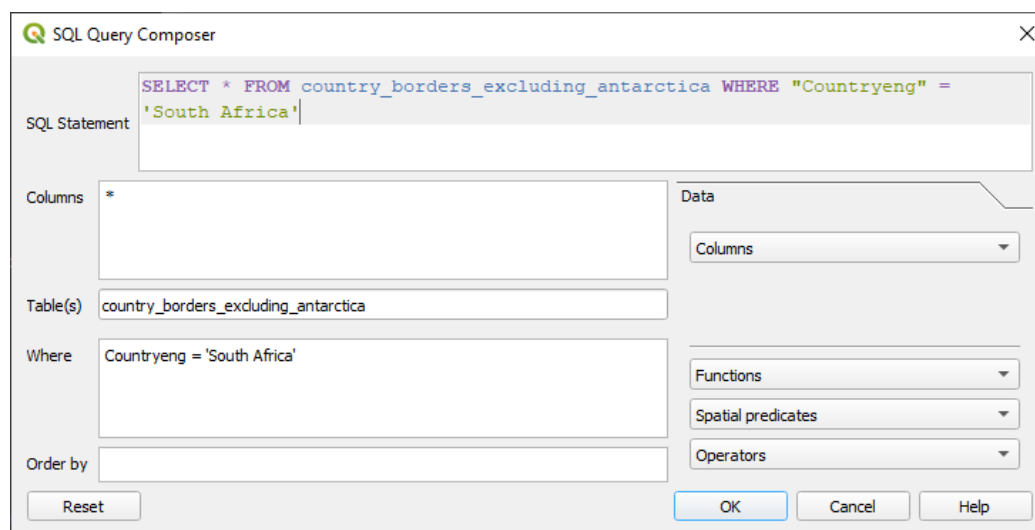 SQL Query Composer
SELECT * FROM country_borders_excluding_antarctica WHERE "Countryeng" =
'South Africa'
SQL Statement
Columns
*
Data
Columns
Table(s)
country_borders_excluding_antarctica
Where
Countryeng = 'South Africa'
Functions
Spatial predicates
Operators
Order by
Reset
OK
Cancel
Help